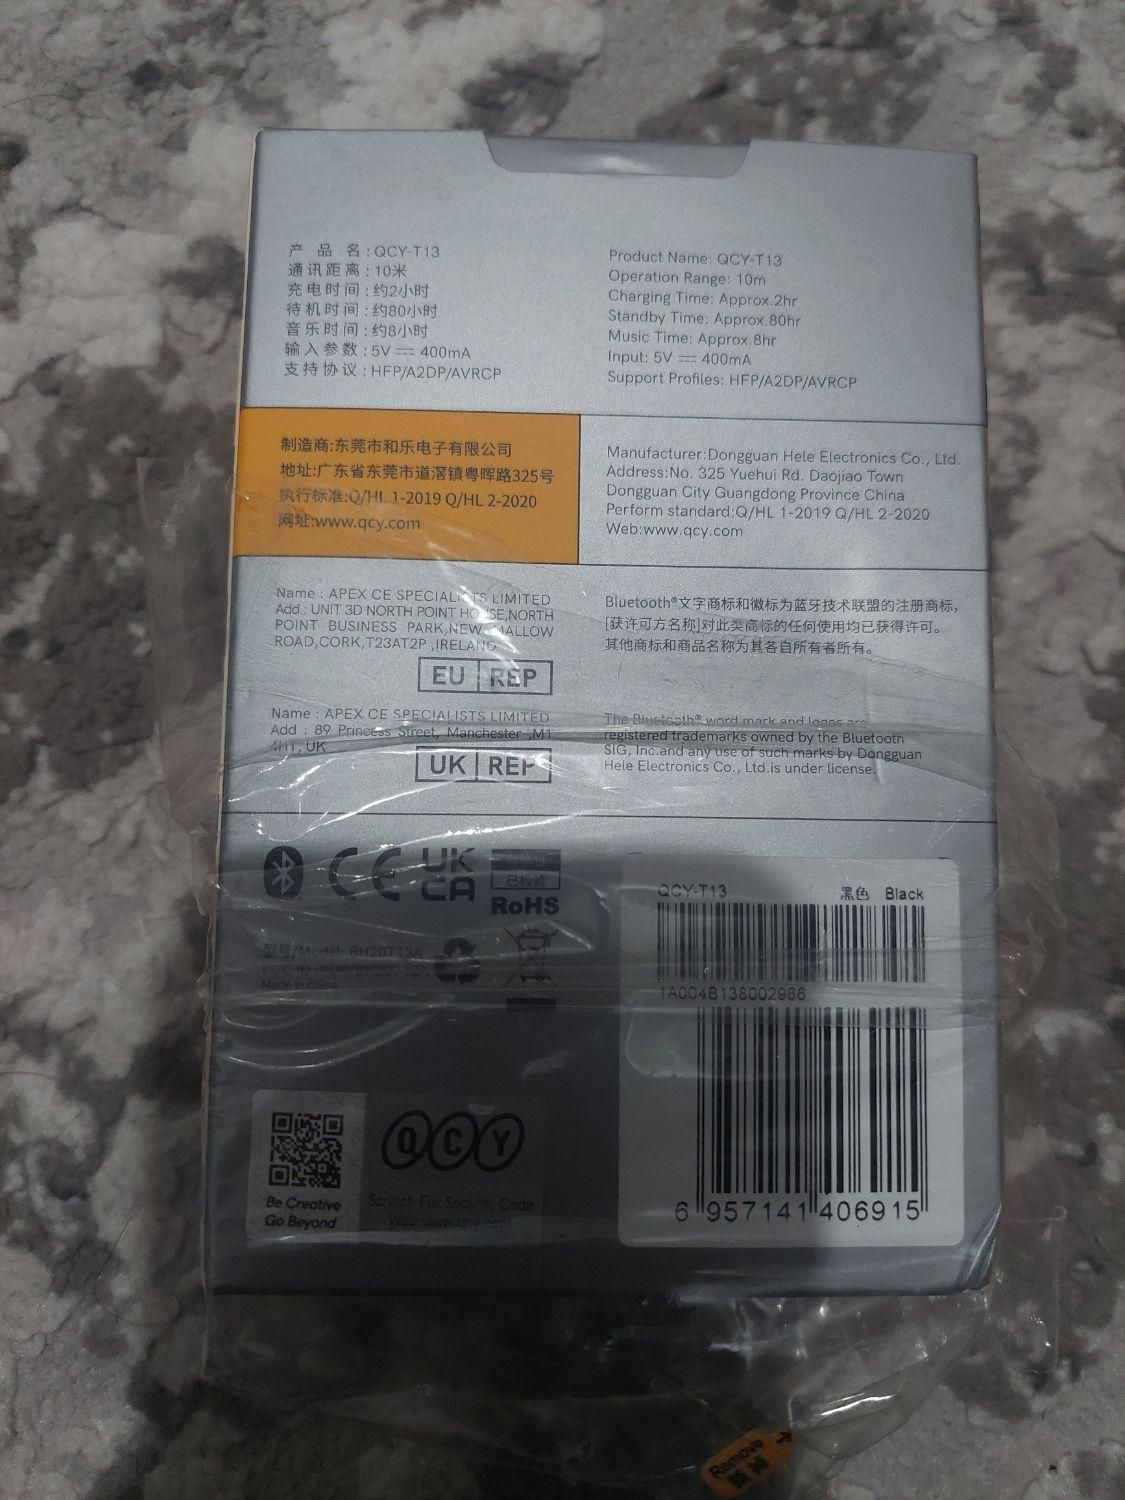 产品名:QCY-T13
通讯距离:10米
充电时间:约2小时
待机时间:约80小时
音乐时间:约8小时
输入参数:5V ⎓ 400mA
支持协议:HFP/A2DP/AVRCP
Product Name: QCY-T13
Operation Range: 10m
Charging Time: Approx.2hr
Standby Time: Approx.80hr
Music Time: Approx.8hr
Input: 5V ⎓ 400mA
Support Profiles: HFP/A2DP/AVRCP
制造商:东莞市和乐电子有限公司
地址:广东省东莞市道滘镇粤晖路325号
执行标准:Q/HL 1-2019 Q/HL 2-2020
网址:www.qcy.com
Manufacturer:Dongguan Hele Electronics Co., Ltd.
Address:No. 325 Yuehui Rd. Daojiao Town
Dongguan City Guangdong Province China
Perform standard:Q/HL 1-2019 Q/HL 2-2020
Web:www.qcy.com
Name : APEX CE SPECIALISTS LIMITED
Add : UNIT 3D NORTH POINT HOUSE,NORTH
POINT BUSINESS PARK,NEW MALLOW
ROAD,CORK,T23AT2P ,IRELAND
EU REP
Name : APEX CE SPECIALISTS LIMITED
Add : 89 Princess Street, Manchester ,M1
4HT, UK
UK REP
Bluetooth®文字商标和徽标为蓝牙技术联盟的注册商标,
[获许可方名称]对此类商标的任何使用均已获得许可。
其他商标和商品名称为其各自所有者所有。
The Bluetooth® word mark and logos are
registered trademarks owned by the Bluetooth
SIG, Inc.and any use of such marks by Dongguan
Hele Electronics Co., Ltd.is under license.
CE
UK
CA
已检验
RoHS
型号/Model: BH20T13A
FCC ID
Made in China
QCY-T13 黑色 Black
1A004B138002966
6 957141 406915
Be Creative
Go Beyond
QCY
Scratch For Security Code
Web:www.qcy.com
Remove